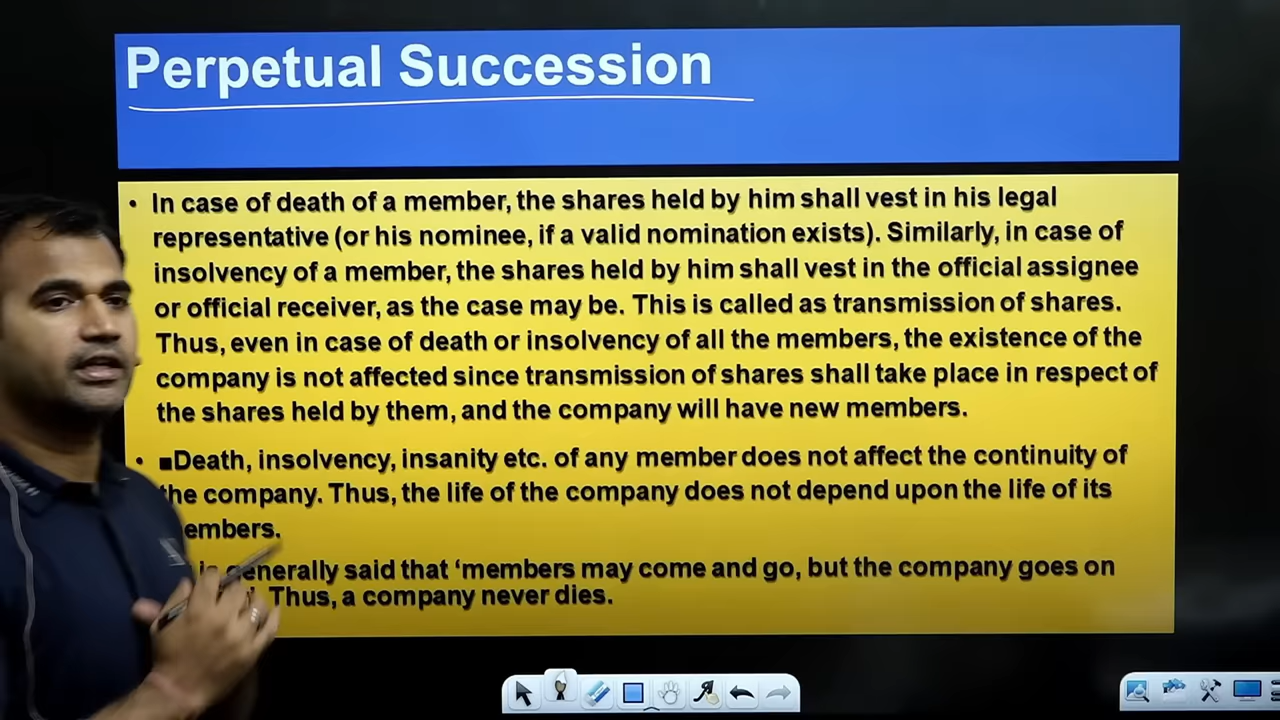 Perpetual Succession
• In case of death of a member, the shares held by him shall vest in his legal
representative (or his nominee, if a valid nomination exists). Similarly, in case of
insolvency of a member, the shares held by him shall vest in the official assignee
or official receiver, as the case may be. This is called as transmission of shares.
Thus, even in case of death or insolvency of all the members, the existence of the
company is not affected since transmission of shares shall take place in respect of
the shares held by them, and the company will have new members.
• ■Death, insolvency, insanity etc. of any member does not affect the continuity of
the company. Thus, the life of the company does not depend upon the life of its
embers.
is generally said that ‘members may come and go, but the company goes on
’. Thus, a company never dies.